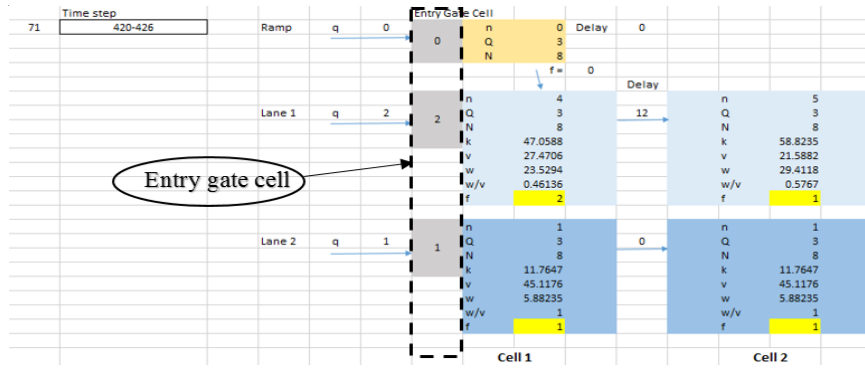 Time step Entry Gate Cell
71 420-426 Ramp q 0 0 n 0 Delay 0
Q 3
N 8
f = 0
Delay
n 4 n 5
Lane 1 q 2 2 Q 3 12 Q 3
N 8 N 8
k 47.0588 k 58.8235
v 27.4706 v 21.5882
Entry gate cell w 23.5294 w 29.4118
w/v 0.46136 w/v 0.5767
f 2 f 1
n 1 n 1
Lane 2 q 1 1 Q 3 0 Q 3
N 8 N 8
k 11.7647 k 11.7647
v 45.1176 v 45.1176
w 5.88235 w 5.88235
w/v 1 w/v 1
f 1 f 1
Cell 1 Cell 2